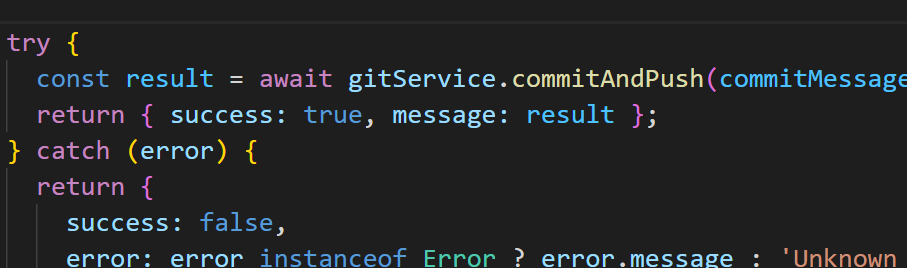 try {
const result = await gitService.commitAndPush(commitMessage
return { success: true, message: result };
} catch (error) {
return {
success: false,
error: error instanceof Error ? error.message : 'Unknown